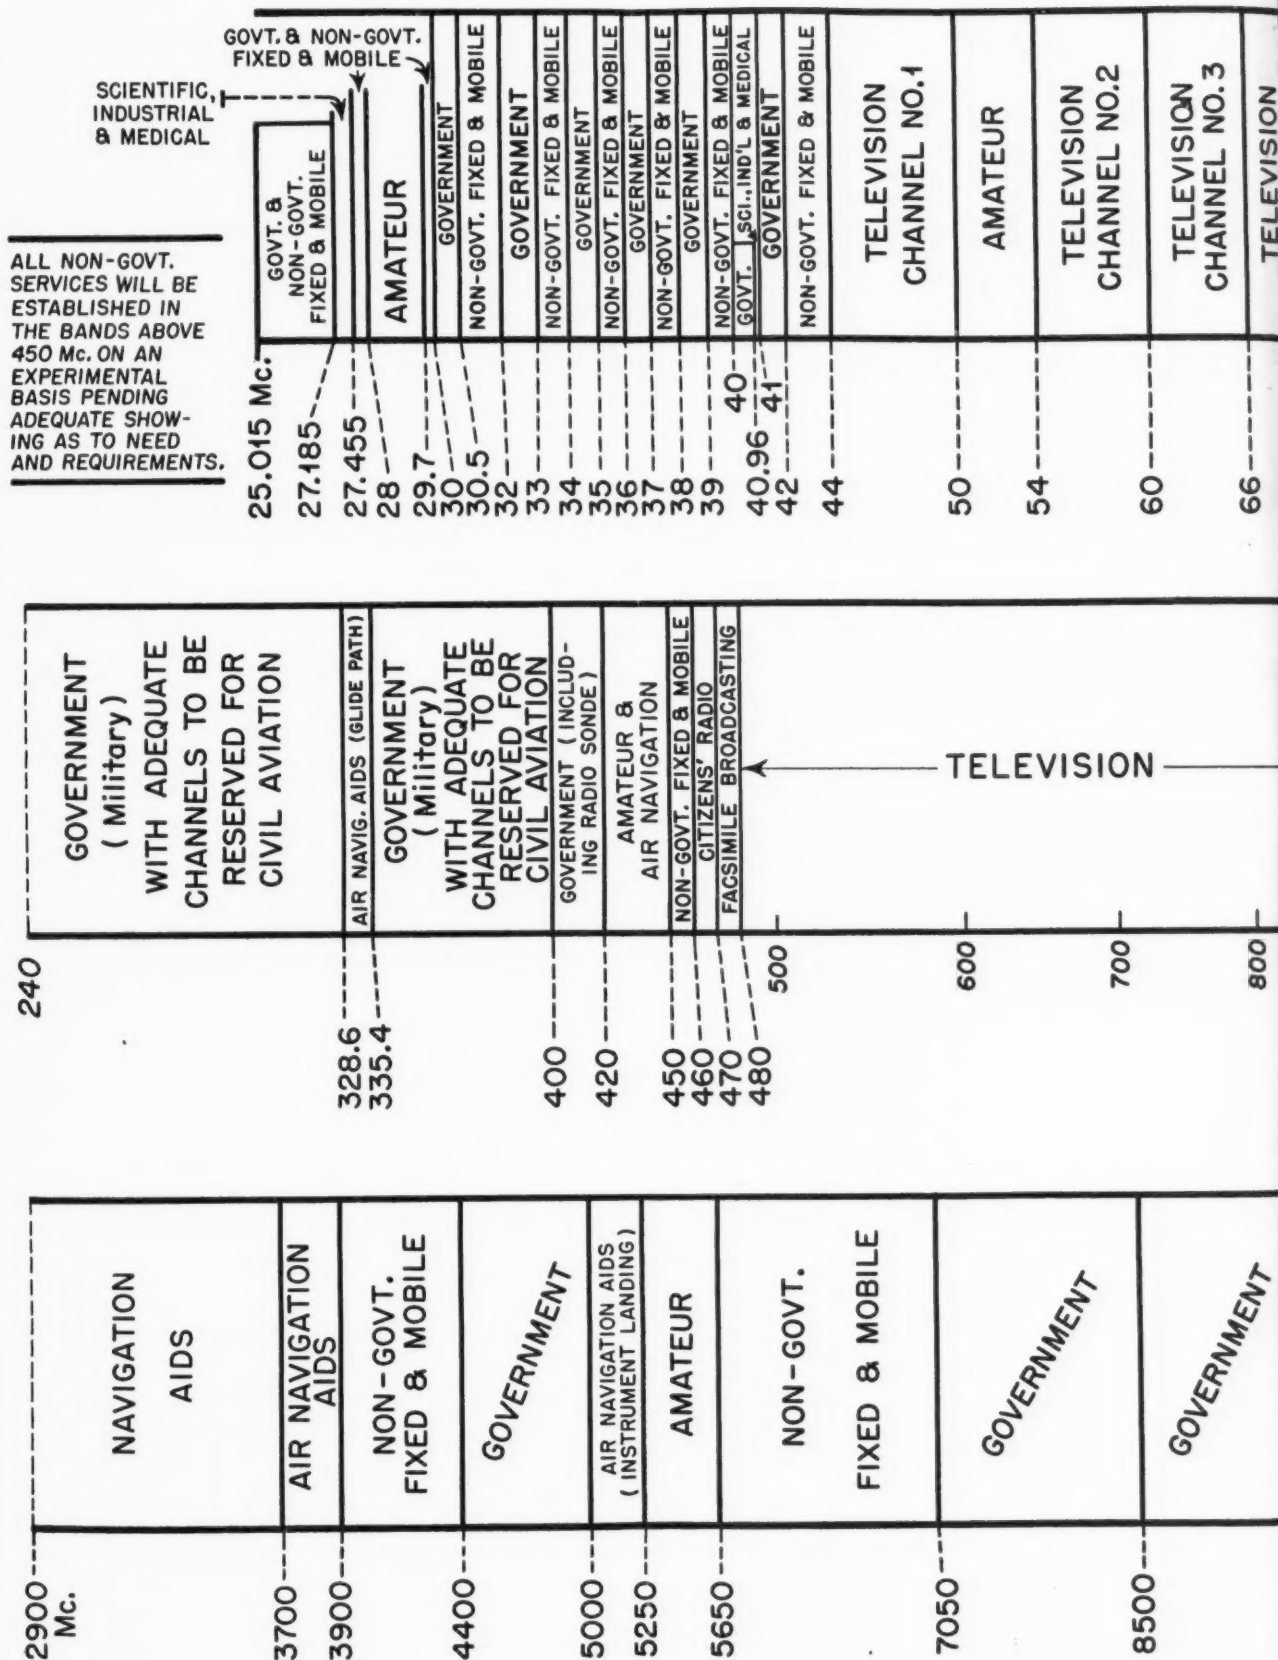 GOVT. & NON-GOVT.
FIXED & MOBILE
SCIENTIFIC,
INDUSTRIAL
& MEDICAL
ALL NON-GOVT.
SERVICES WILL BE
ESTABLISHED IN
THE BANDS ABOVE
450 Mc. ON AN
EXPERIMENTAL
BASIS PENDING
ADEQUATE SHOW-
ING AS TO NEED
AND REQUIREMENTS.
GOVT. &
NON-GOVT.
FIXED & MOBILE
AMATEUR
GOVERNMENT
NON-GOVT. FIXED & MOBILE
GOVERNMENT
NON-GOVT. FIXED & MOBILE
GOVERNMENT
NON-GOVT. FIXED & MOBILE
GOVERNMENT
NON-GOVT. FIXED & MOBILE
GOVERNMENT
NON-GOVT. FIXED & MOBILE
GOVT.
SCI., IND'L & MEDICAL
GOVERNMENT
NON-GOVT. FIXED & MOBILE
TELEVISION
CHANNEL NO.1
AMATEUR
TELEVISION
CHANNEL NO.2
TELEVISION
CHANNEL NO.3
TELEVISION
25.015 Mc.
27.185
27.455
28
29.7
30
30.5
32
33
34
35
36
37
38
39
40
40.96
41
42
44
50
54
60
66
GOVERNMENT
(Military)
WITH ADEQUATE
CHANNELS TO BE
RESERVED FOR
CIVIL AVIATION
AIR NAVIG. AIDS (GLIDE PATH)
GOVERNMENT
(Military)
WITH ADEQUATE
CHANNELS TO BE
RESERVED FOR
CIVIL AVIATION
GOVERNMENT (INCLUD-
ING RADIO SONDE)
AMATEUR &
AIR NAVIGATION
NON-GOVT. FIXED & MOBILE
CITIZENS' RADIO
FACSIMILE BROADCASTING
TELEVISION
240
328.6
335.4
400
420
450
460
470
480
500
600
700
800
NAVIGATION
AIDS
AIR NAVIGATION
AIDS
NON-GOVT.
FIXED & MOBILE
GOVERNMENT
AIR NAVIGATION AIDS
(INSTRUMENT LANDING)
AMATEUR
NON-GOVT.
FIXED & MOBILE
GOVERNMENT
GOVERNMENT
2900
Mc.
3700
3900
4400
5000
5250
5650
7050
8500